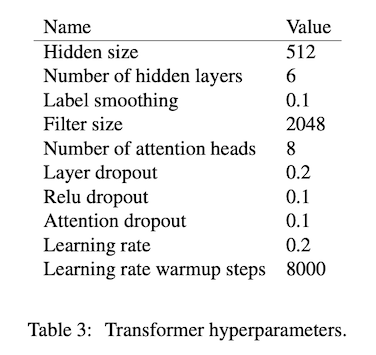 Name Value
Hidden size 512
Number of hidden layers 6
Label smoothing 0.1
Filter size 2048
Number of attention heads 8
Layer dropout 0.2
Relu dropout 0.1
Attention dropout 0.1
Learning rate 0.2
Learning rate warmup steps 8000
Table 3: Transformer hyperparameters.